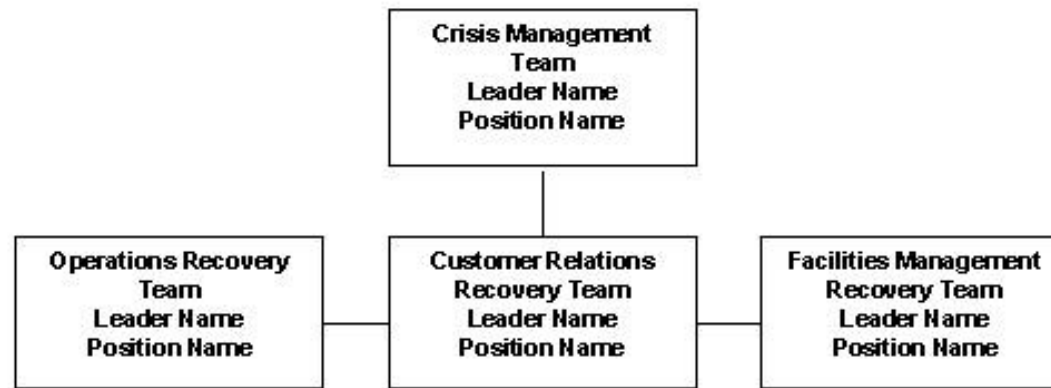 Crisis Management
Team
Leader Name
Position Name
Operations Recovery
Team
Leader Name
Position Name
Customer Relations
Recovery Team
Leader Name
Position Name
Facilities Management
Recovery Team
Leader Name
Position Name